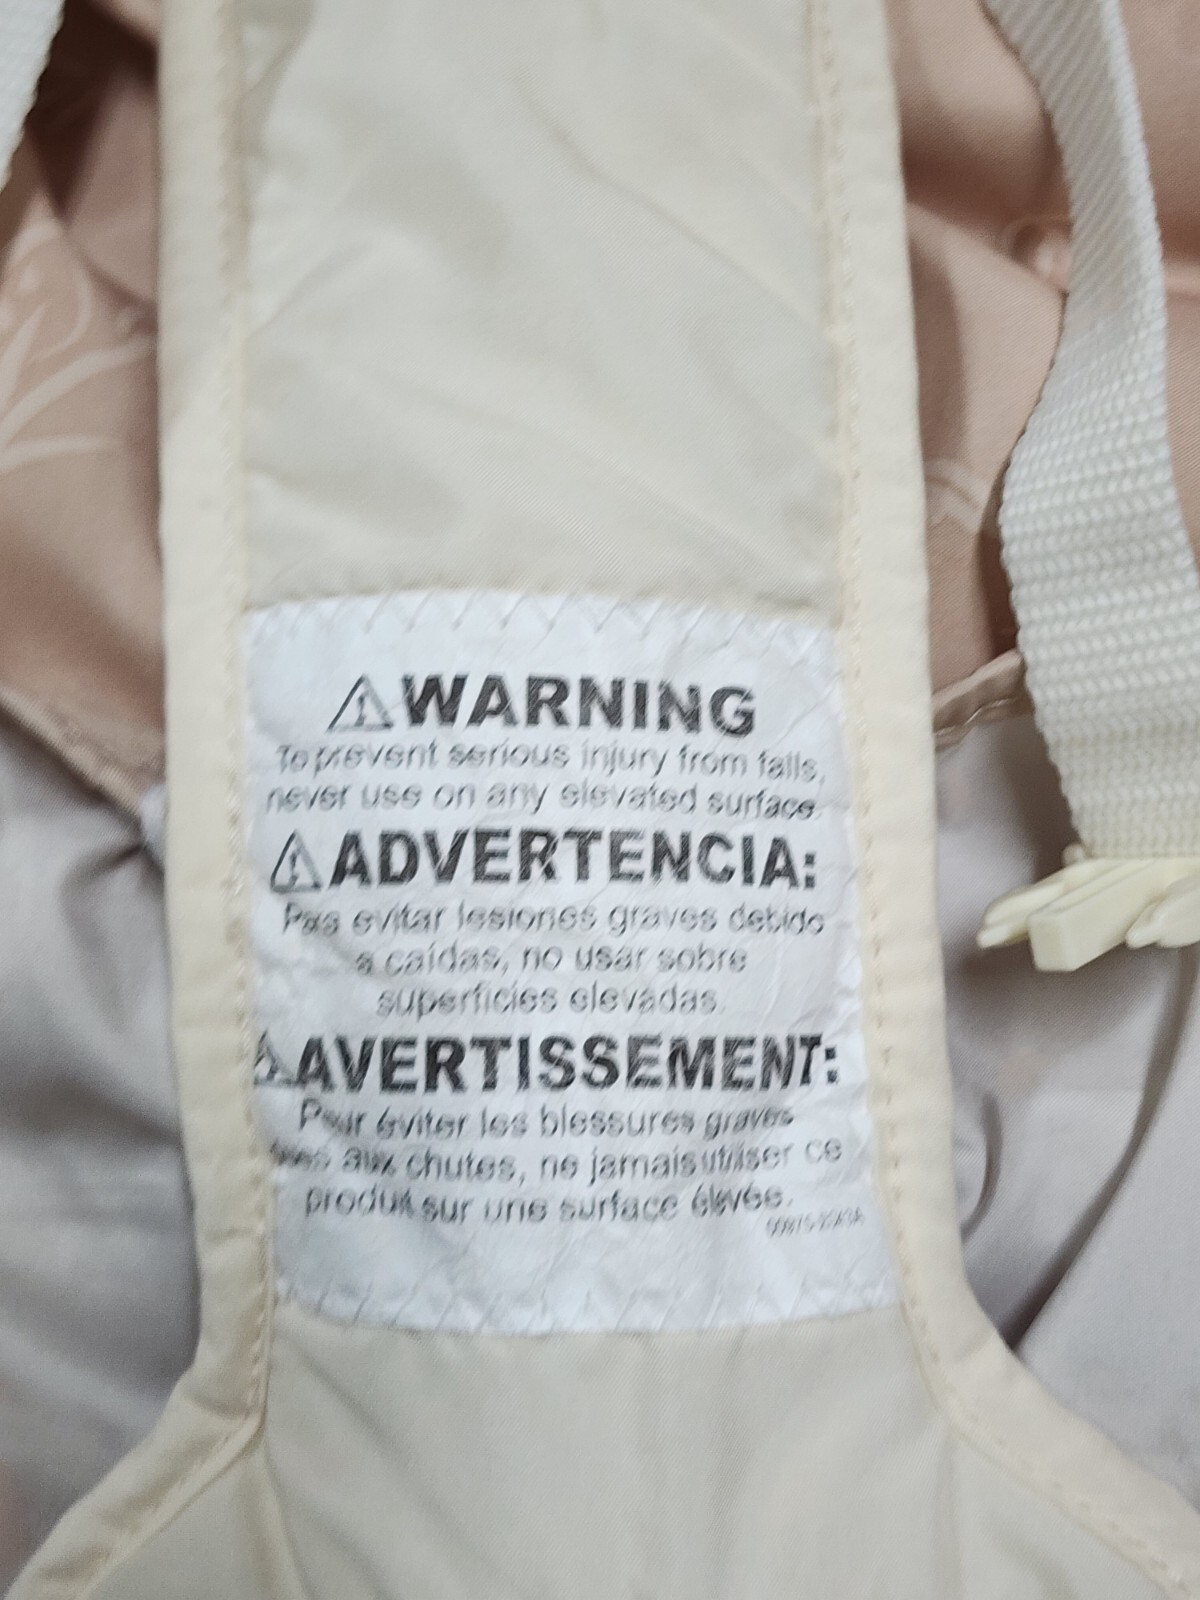 ⚠WARNING
To prevent serious injury from falls,
never use on any elevated surface.
⚠ADVERTENCIA:
Para evitar lesiones graves debido
a caídas, no usar sobre
superficies elevadas.
⚠AVERTISSEMENT:
Pour éviter les blessures graves
aux chutes, ne jamais utiliser ce
produit sur une surface élevée.